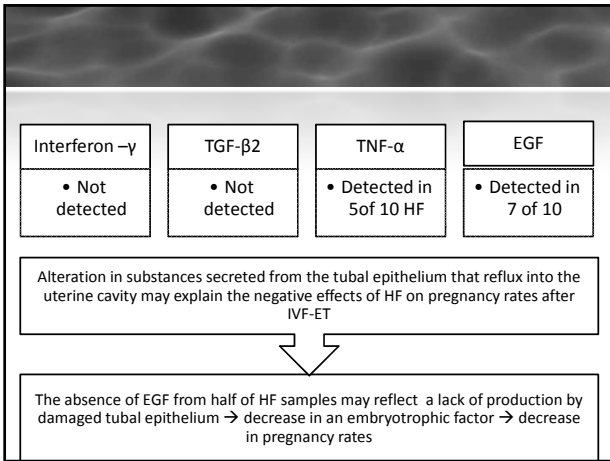 Interferon –γ
• Not
detected
TGF-β2
• Not
detected
TNF-α
• Detected in
5of 10 HF
EGF
• Detected in
7 of 10
Alteration in substances secreted from the tubal epithelium that reflux into the
uterine cavity may explain the negative effects of HF on pregnancy rates after
IVF-ET
The absence of EGF from half of HF samples may reflect a lack of production by
damaged tubal epithelium → decrease in an embryotrophic factor → decrease
in pregnancy rates